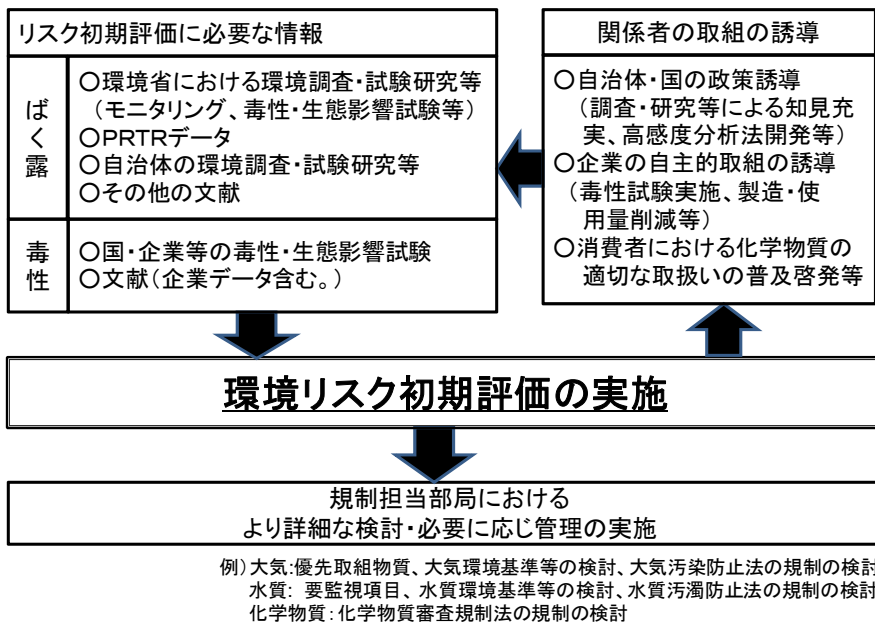 リスク初期評価に必要な情報
ばく露
○環境省における環境調査・試験研究等
(モニタリング、毒性・生態影響試験等)
○PRTRデータ
○自治体の環境調査・試験研究等
○その他の文献
毒性
○国・企業等の毒性・生態影響試験
○文献(企業データ含む。)
関係者の取組の誘導
○自治体・国の政策誘導
(調査・研究等による知見充
実、高感度分析法開発等)
○企業の自主的取組の誘導
(毒性試験実施、製造・使
用量削減等)
○消費者における化学物質の
適切な取扱いの普及啓発等
環境リスク初期評価の実施
規制担当部局における
より詳細な検討・必要に応じ管理の実施
例)大気:優先取組物質、大気環境基準等の検討、大気汚染防止法の規制の検討
水質: 要監視項目、水質環境基準等の検討、水質汚濁防止法の規制の検討
化学物質:化学物質審査規制法の規制の検討